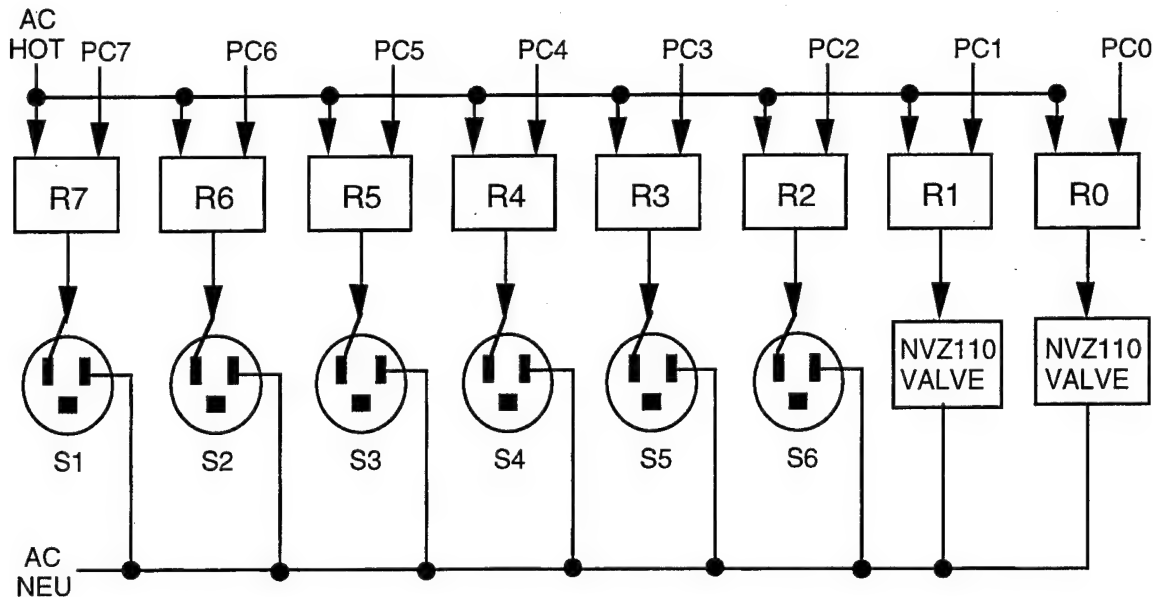 AC
HOT
PC7
PC6
PC5
PC4
PC3
PC2
PC1
PC0
R7
R6
R5
R4
R3
R2
R1
R0
NVZ110
VALVE
NVZ110
VALVE
S1
S2
S3
S4
S5
S6
AC
NEU